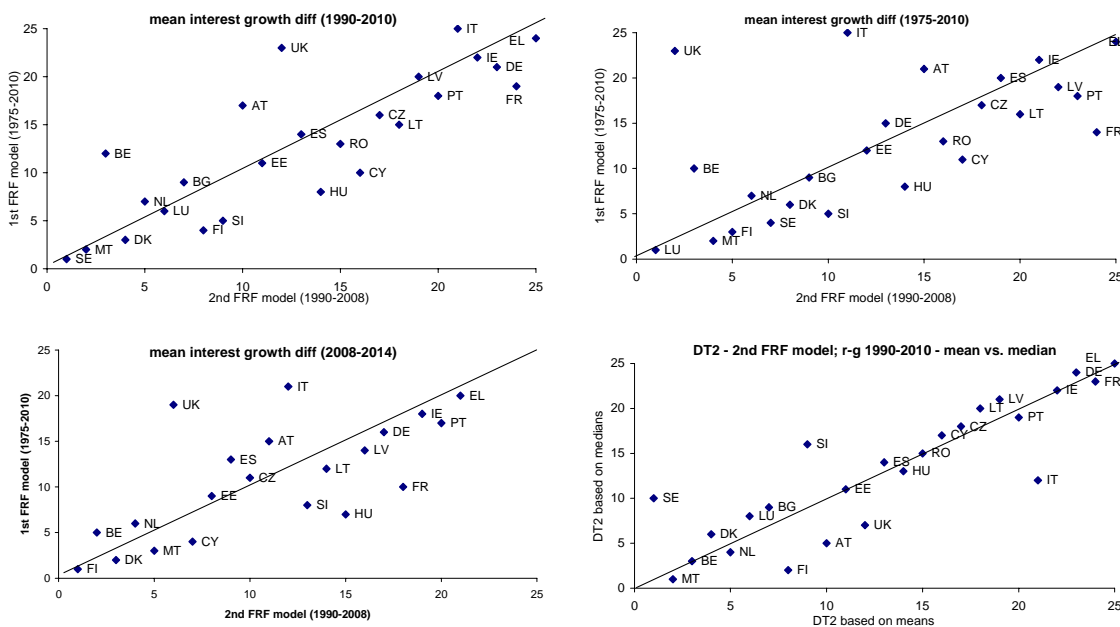 mean interest growth diff (1990-2010)
1st FRF model (1975-2010)
25
20
15
10
5
0
IT
EL
UK
IE
DE
LV
FR
PT
AT
CZ
LT
ES
RO
BE
EE
CY
BG
HU
NL
LU
SI
FI
DK
MT
SE
0 5 10 15 20 25
2nd FRF model (1990-2008)
mean interest growth diff (1975-2010)
1st FRF model (1975-2010)
25
20
15
10
5
0
IT
EL
UK
IE
AT
ES
LV
PT
CZ
LT
DE
FR
RO
EE
CY
BE
BG
HU
NL
DK
SI
SE
FI
MT
LU
0 5 10 15 20 25
2nd FRF model (1990-2008)
mean interest growth diff (2008-2014)
1st FRF model (1975-2010)
25
20
15
10
5
0
IT
EL
UK
IE
PT
DE
AT
LV
ES
LT
CZ
FR
EE
SI
HU
NL
BE
CY
MT
DK
FI
0 5 10 15 20 25
2nd FRF model (1990-2008)
DT2 - 2nd FRF model; r-g 1990-2010 - mean vs. median
DT2 based on medians
25
20
15
10
5
0
EL
DE
FR
IE
LV
LT
PT
CZ
CY
SI
RO
ES
HU
IT
EE
SE
BG
LU
UK
DK
AT
NL
BE
FI
MT
0 5 10 15 20 25
DT2 based on means